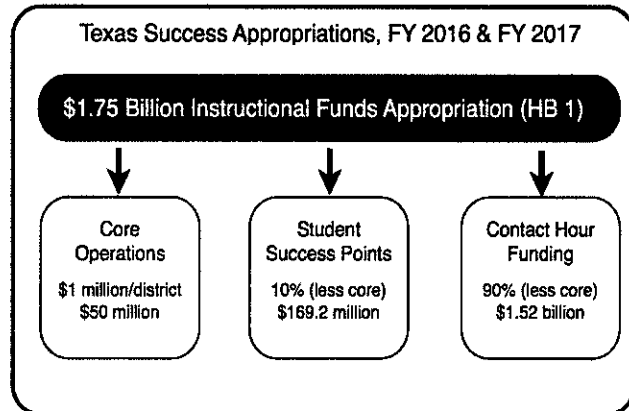 Texas Success Appropriations, FY 2016 & FY 2017
$1.75 Billion Instructional Funds Appropriation (HB 1)
Core
Operations
$1 million/district
$50 million
Student
Success Points
10% (less core)
$169.2 million
Contact Hour
Funding
90% (less core)
$1.52 billion